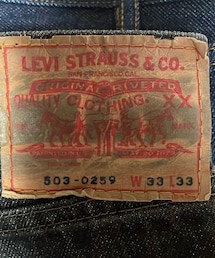 LEVI STRAUSS & CO.
SAN FRANCISCO CAL.
ORIGINAL RIVETED
QUALITY CLOTHING. XX
503-0259 W 33 L 33